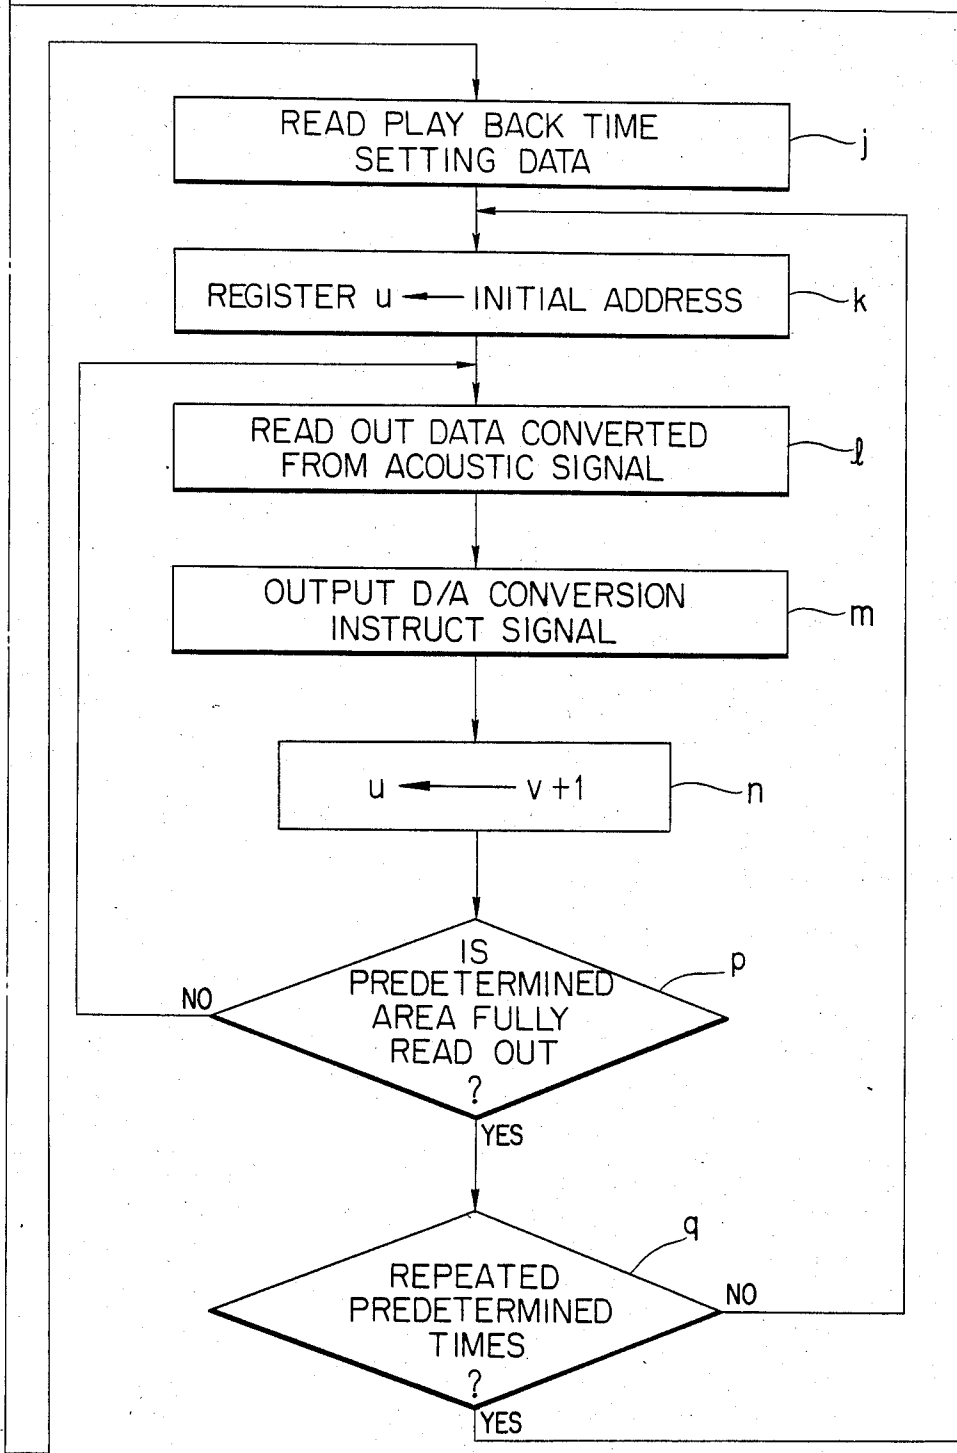 READ PLAY BACK TIME
SETTING DATA
j
REGISTER u ← INITIAL ADDRESS
k
READ OUT DATA CONVERTED
FROM ACOUSTIC SIGNAL
ℓ
OUTPUT D/A CONVERSION
INSTRUCT SIGNAL
m
u ← v+1
n
IS
PREDETERMINED
AREA FULLY
READ OUT
?
p
NO
YES
q
REPEATED
PREDETERMINED
TIMES
?
NO
YES